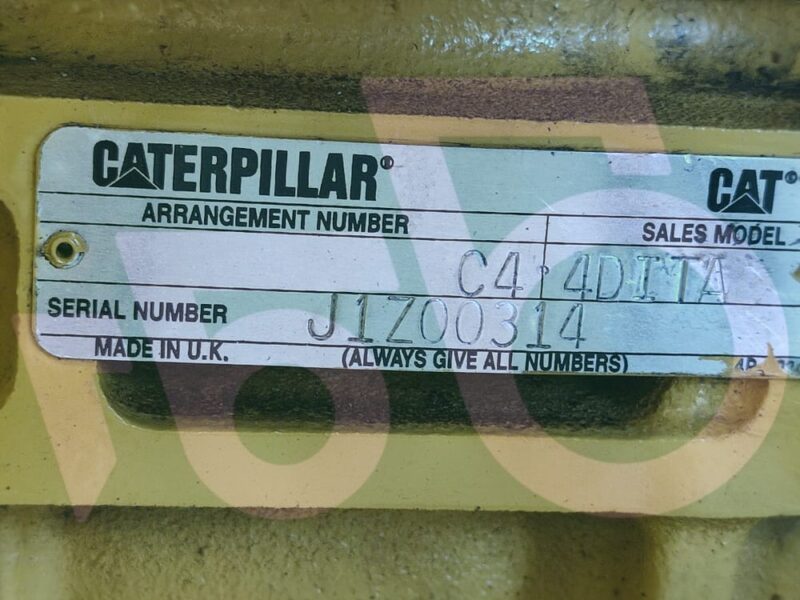 CATERPILLAR®
CAT®
ARRANGEMENT NUMBER
SALES MODEL
C4.4DITA
SERIAL NUMBER
J1Z00314
MADE IN U.K.
(ALWAYS GIVE ALL NUMBERS)